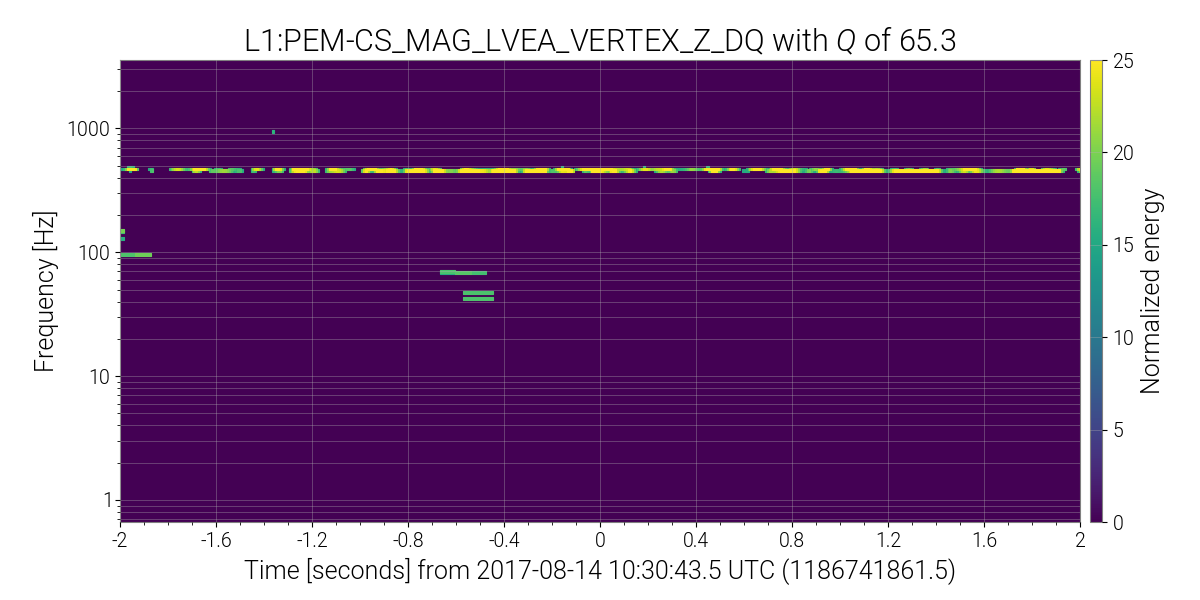 L1:PEM-CS_MAG_LVEA_VERTEX_Z_DQ with Q of 65.3
Frequency [Hz]
1000
100
10
1
-2 -1.6 -1.2 -0.8 -0.4 0 0.4 0.8 1.2 1.6 2
Time [seconds] from 2017-08-14 10:30:43.5 UTC (1186741861.5)
25
20
15
10
5
0
Normalized energy